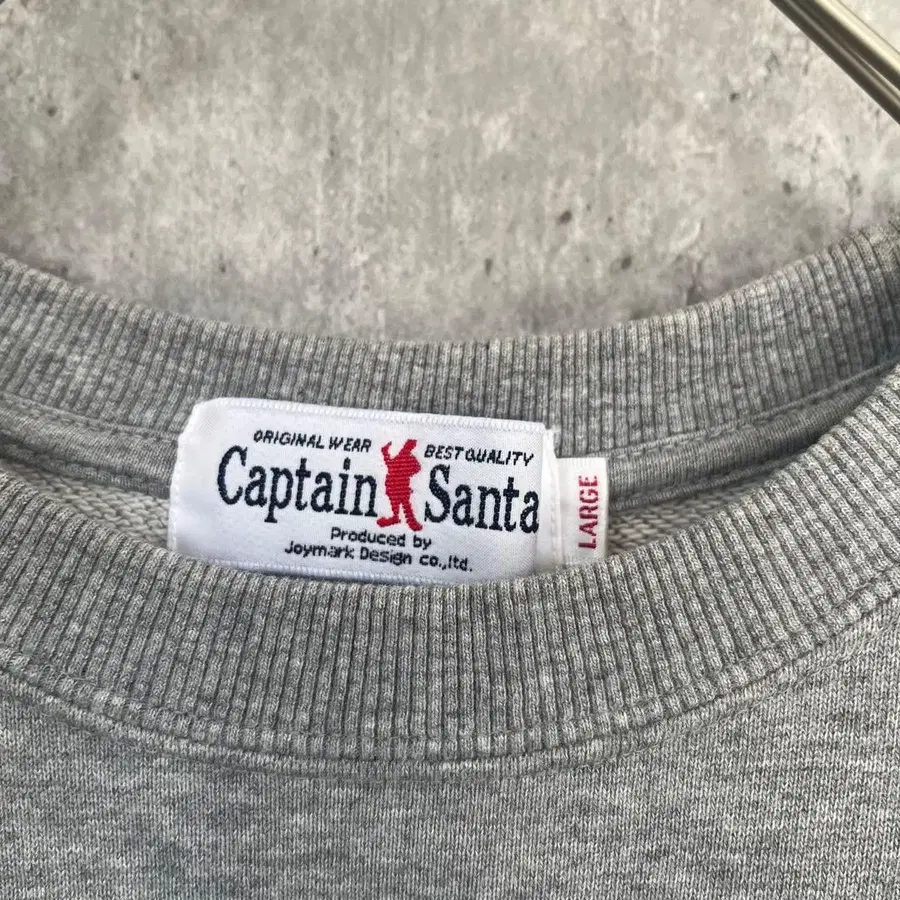 ORIGINAL WEAR BEST QUALITY
Captain Santa
Produced by
Joymark Design co.,ltd.
LARGE